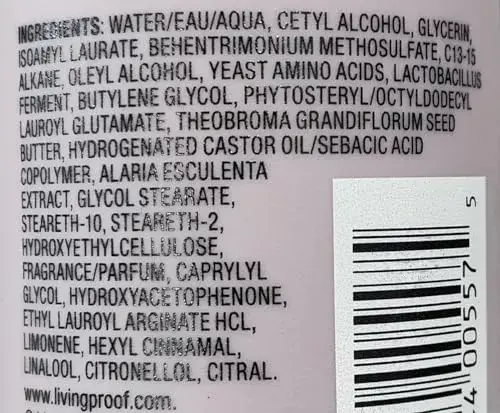 INGREDIENTS: WATER/EAU/AQUA, CETYL ALCOHOL, GLYCERIN,
ISOAMYL LAURATE, BEHENTRIMONIUM METHOSULFATE, C13-15
ALKANE, OLEYL ALCOHOL, YEAST AMINO ACIDS, LACTOBACILLUS
FERMENT, BUTYLENE GLYCOL, PHYTOSTERYL/OCTYLDODECYL
LAUROYL GLUTAMATE, THEOBROMA GRANDIFLORUM SEED
BUTTER, HYDROGENATED CASTOR OIL/SEBACIC ACID
COPOLYMER, ALARIA ESCULENTA
EXTRACT, GLYCOL STEARATE,
STEARETH-10, STEARETH-2,
HYDROXYETHYLCELLULOSE,
FRAGRANCE/PARFUM, CAPRYLYL
GLYCOL, HYDROXYACETOPHENONE,
ETHYL LAUROYL ARGINATE HCL,
LIMONENE, HEXYL CINNAMAL,
LINALOOL, CITRONELLOL, CITRAL.
www.livingproof.com.
5
00557